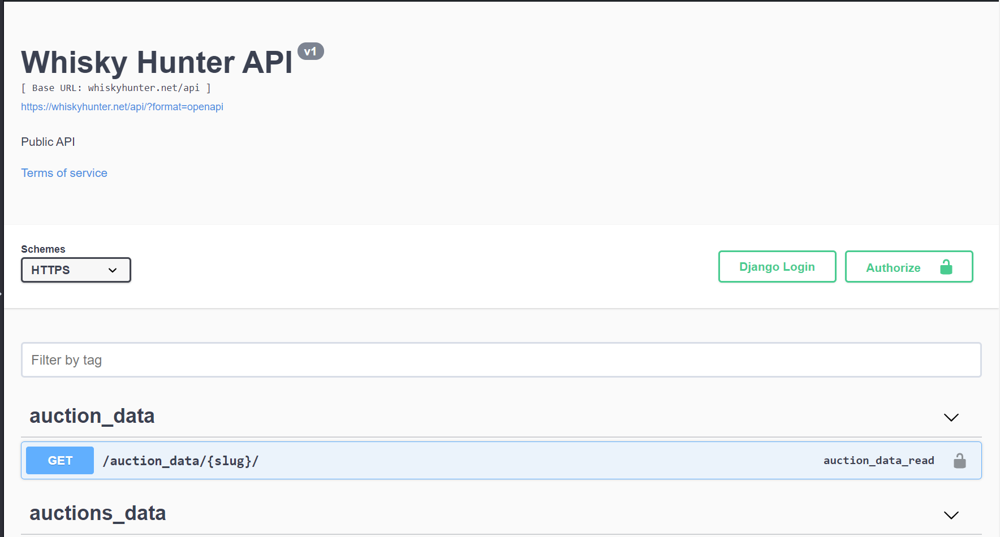 Whisky Hunter API v1
[ Base URL: whiskyhunter.net/api ]
https://whiskyhunter.net/api/?format=openapi
Public API
Terms of service
Schemes
HTTPS
Django Login
Authorize
Filter by tag
auction_data
GET /auction_data/{slug}/ auction_data_read
auctions_data